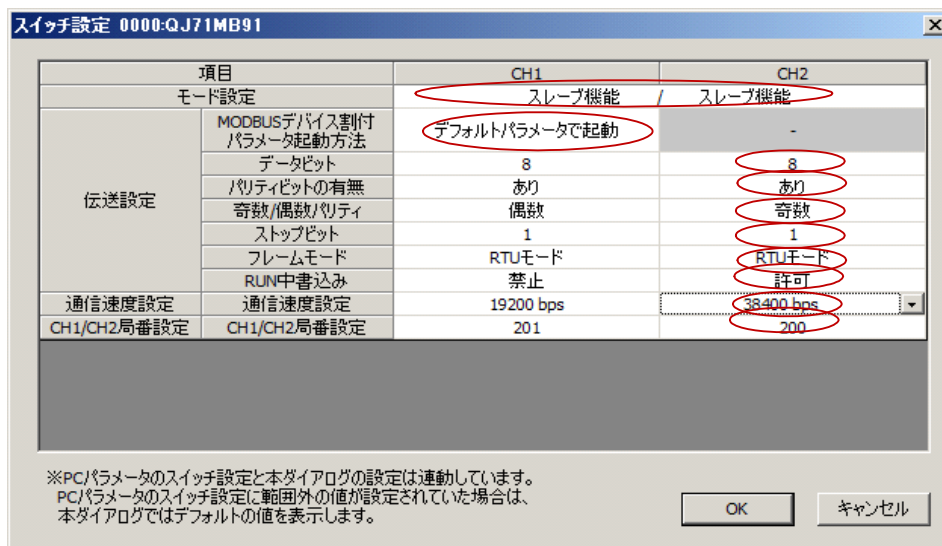 スイッチ設定 0000:QJ71MB91
項目 CH1 CH2
モード設定 スレーブ機能 / スレーブ機能
伝送設定
MODBUSデバイス割付
パラメータ起動方法 デフォルトパラメータで起動 -
データビット 8 8
パリティビットの有無 あり あり
奇数/偶数パリティ 偶数 奇数
ストップビット 1 1
フレームモード RTUモード RTUモード
RUN中書込み 禁止 許可
通信速度設定 通信速度設定 19200 bps 38400 bps
CH1/CH2局番設定 CH1/CH2局番設定 201 200
※PCパラメータのスイッチ設定と本ダイアログの設定は連動しています。
PCパラメータのスイッチ設定に範囲外の値が設定されていた場合は、
本ダイアログではデフォルトの値を表示します。
OK キャンセル